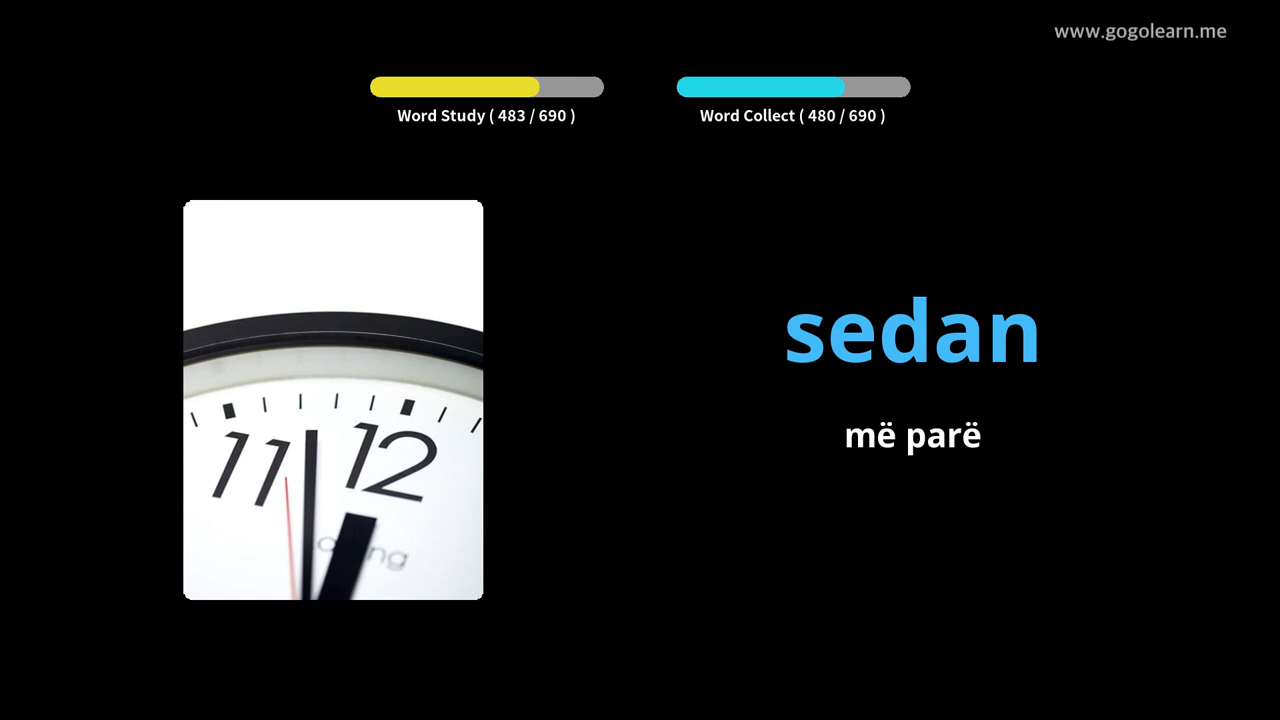 www.gogolearn.me
Word Study ( 483 / 690 )
Word Collect ( 480 / 690 )
11 12
sedan
më parë